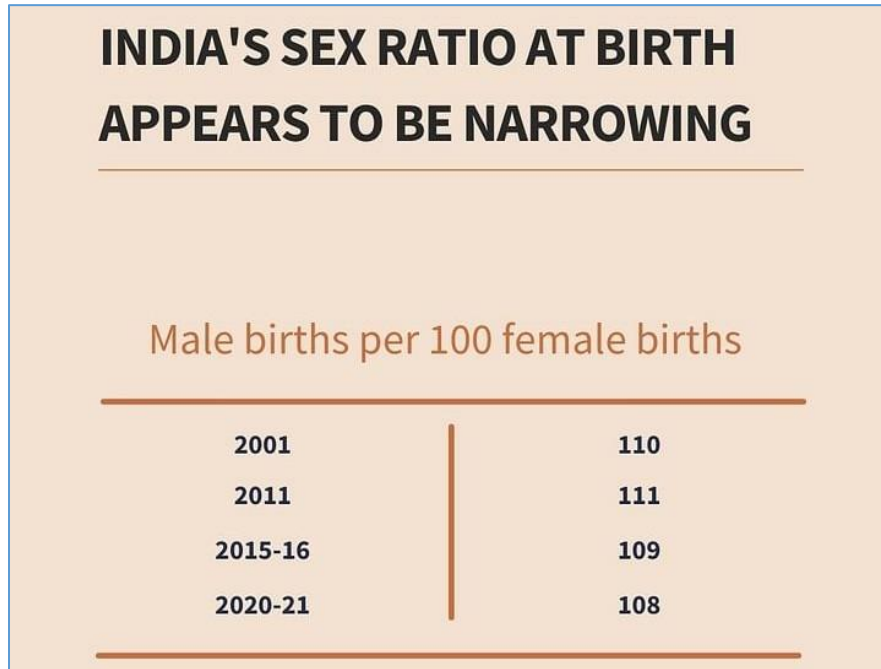 INDIA'S SEX RATIO AT BIRTH
APPEARS TO BE NARROWING
Male births per 100 female births
2001 110
2011 111
2015-16 109
2020-21 108